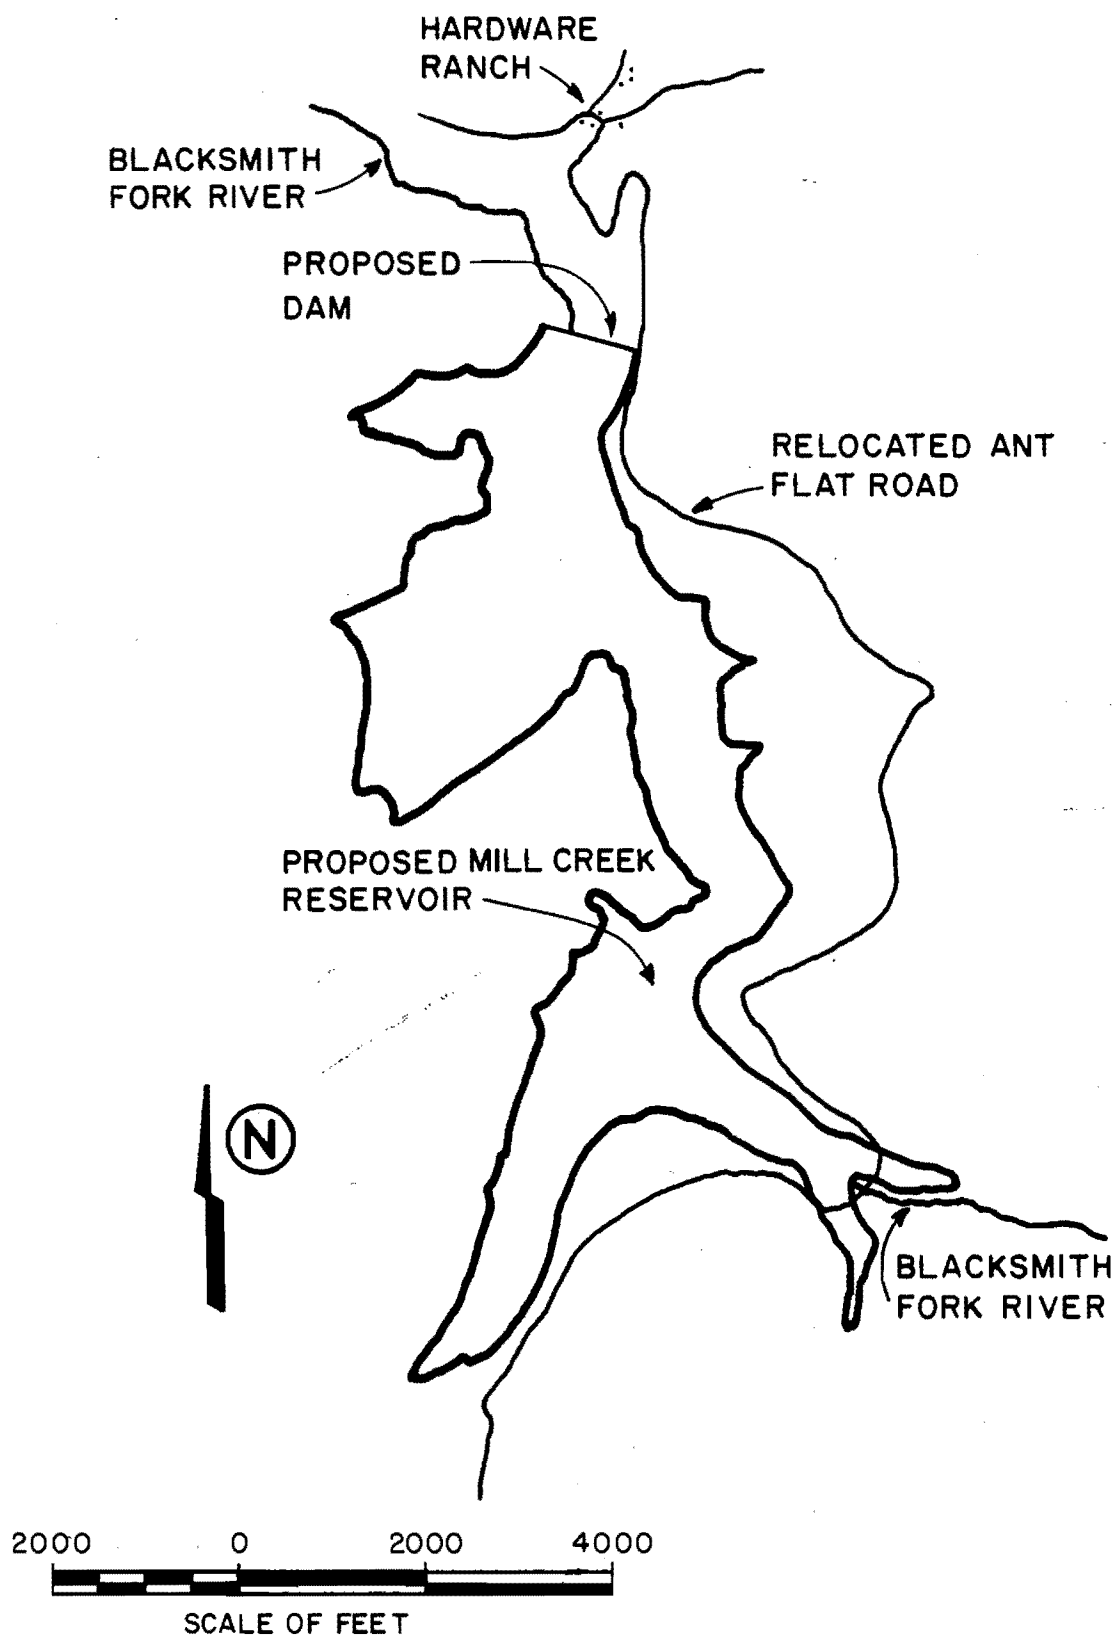 HARDWARE
RANCH
BLACKSMITH
FORK RIVER
PROPOSED
DAM
RELOCATED ANT
FLAT ROAD
PROPOSED MILL CREEK
RESERVOIR
N
BLACKSMITH
FORK RIVER
2000 0 2000 4000
SCALE OF FEET